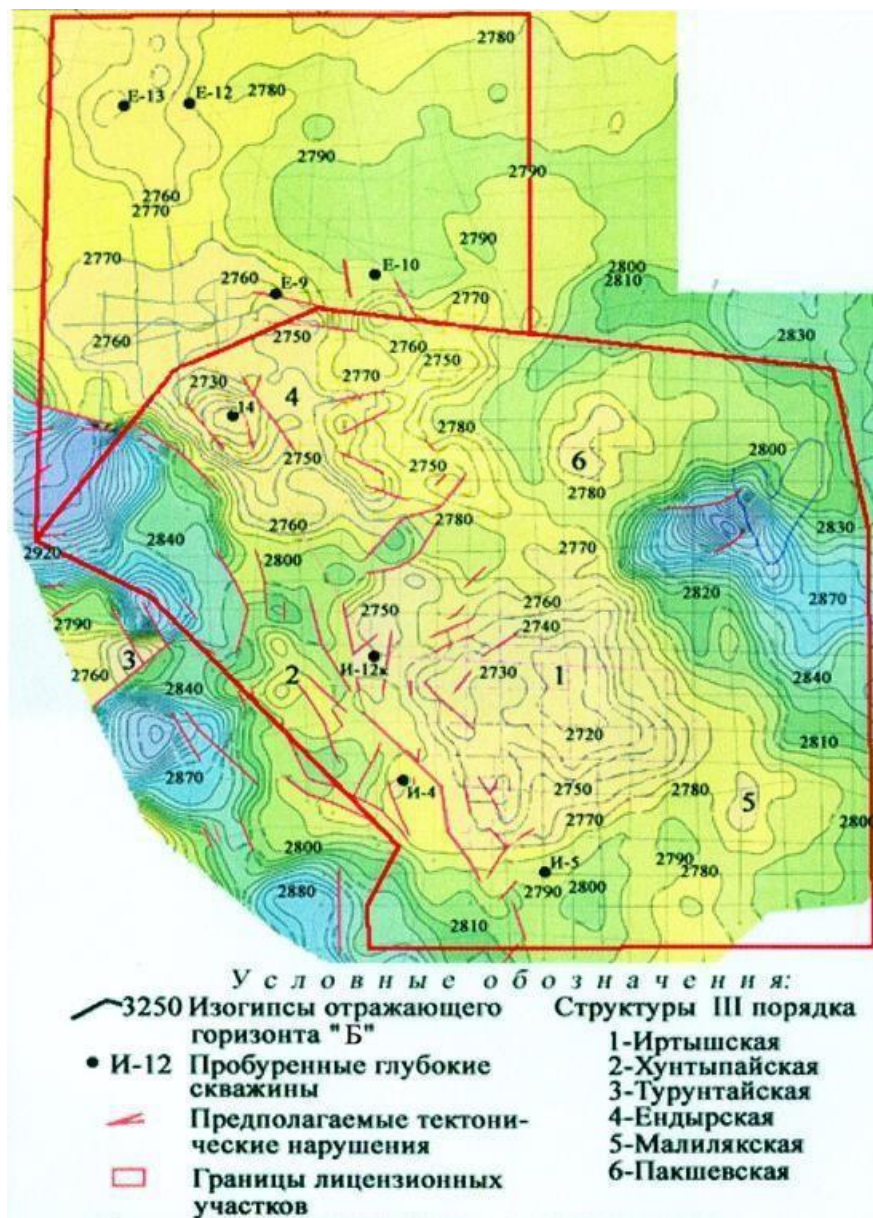 2780
Е-13
Е-12
2780
2790
2760
2770
2790
2790
2770
2760
Е-9
Е-10
2800
2810
2770
2760
2750
2760
2750
2830
2730
4
2770
14
2780
2750
2750
6
2800
2780
2760
2780
2830
2920
2840
2800
2770
2820
2870
2790
2750
2760
2740
2760
3
2730
1
И-12к
2
2840
2840
2720
2810
2870
И-4
2750
2780
5
2770
2800
2800
2790
2780
И-5
2790
2800
2880
2810
Условные обозначения:
3250 Изогипсы отражающего
горизонта "Б"
И-12 Пробуренные глубокие
скважины
Предполагаемые тектони-
ческие нарушения
Границы лицензионных
участков
Структуры III порядка
1-Иртышская
2-Хунтыпайская
3-Турунтайская
4-Ендырская
5-Малилякская
6-Пакшевская